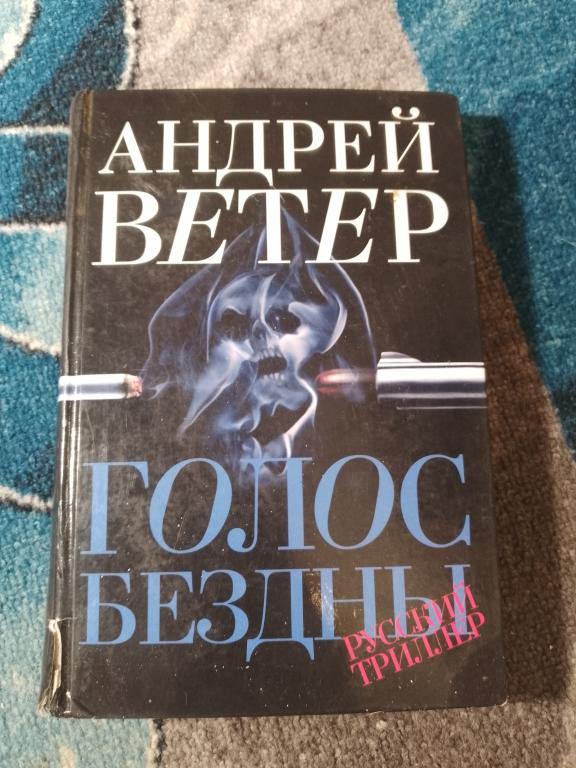 АНДРЕЙ
ВЕТЕР
ГОЛОС
БЕЗДНЫ
РУССКИЙ
ТРИЛЛЕР